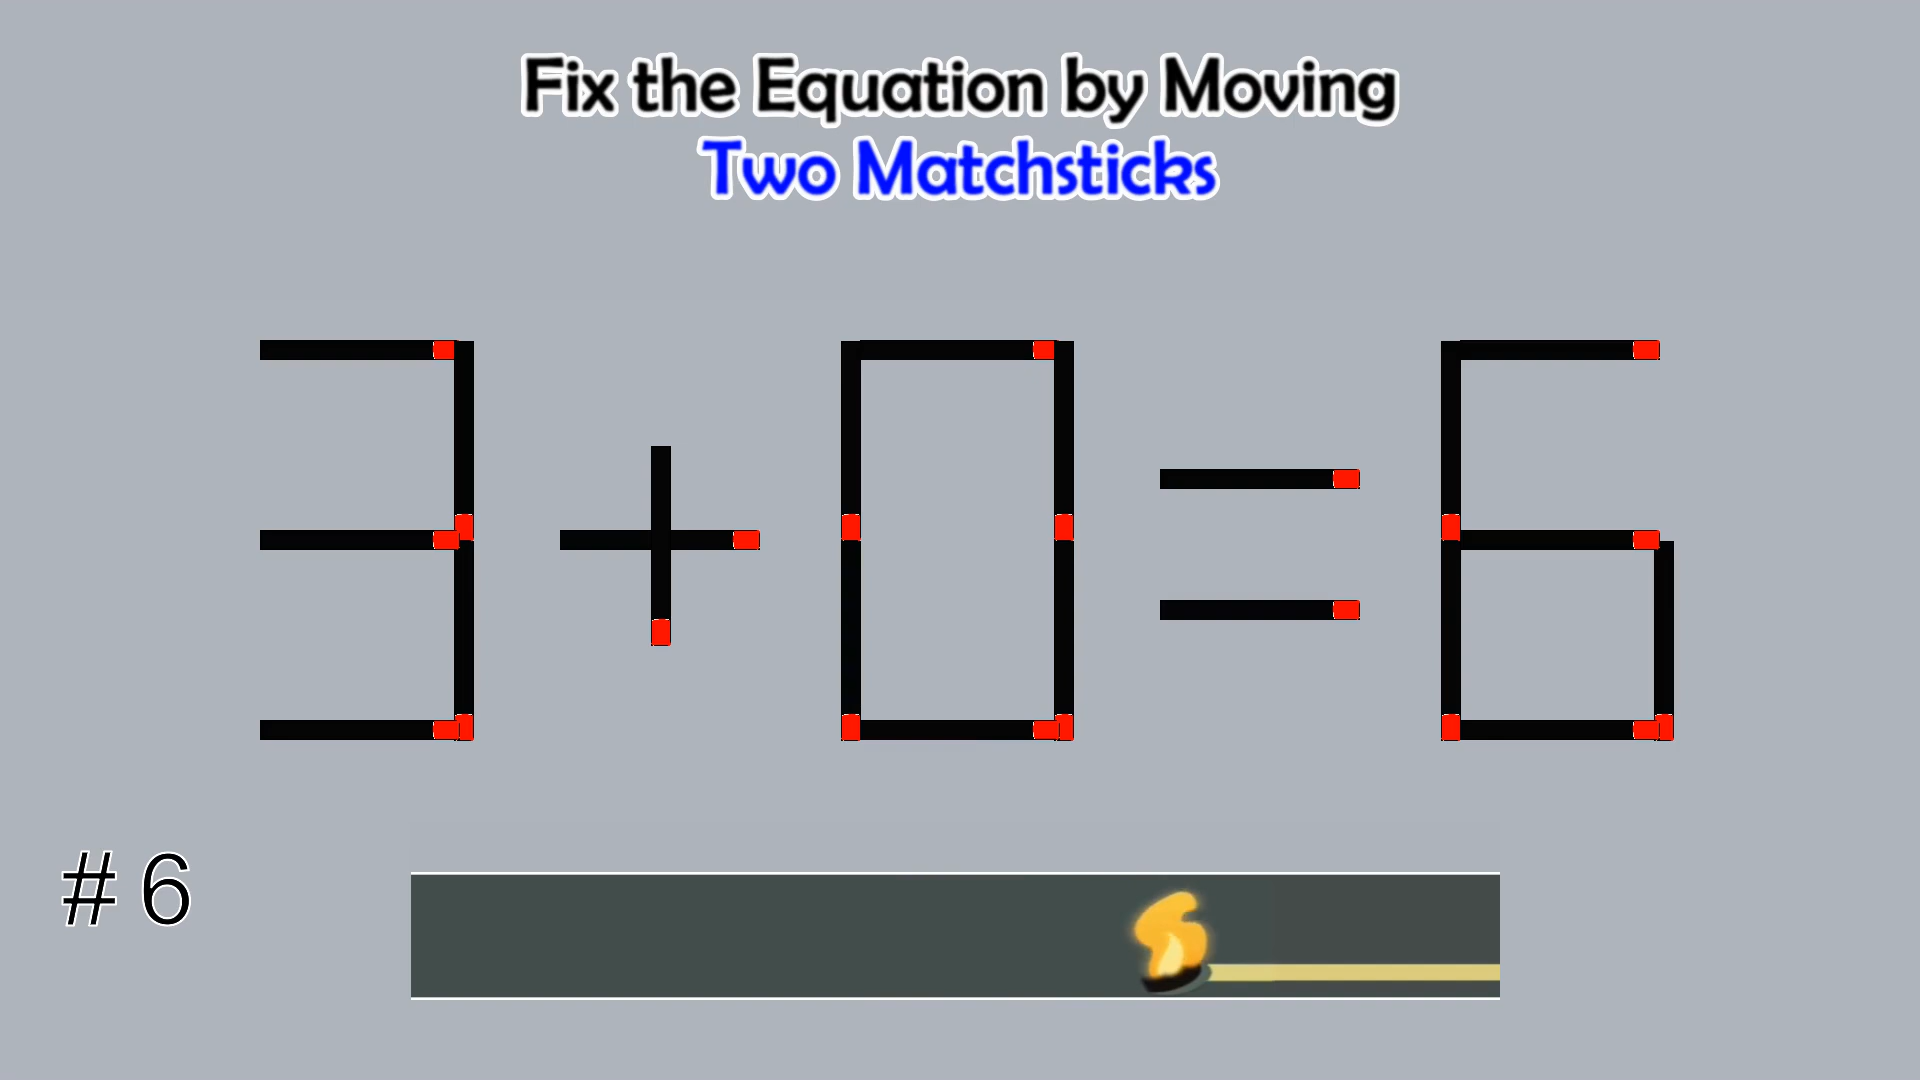 Fix the Equation by Moving
Two Matchsticks
3 + 0 = 6
# 6